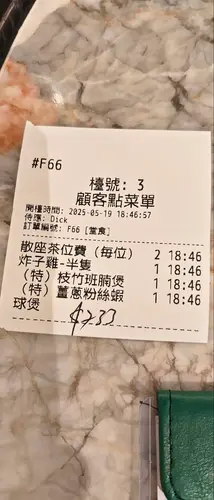 #F66
檯號: 3
顧客點菜單
開檯時間: 2025-05-19 18:46:57
侍應: Dick
訂單編號: F66 [堂食]
散座茶位費 (每位) 2 18:46
炸子雞-半隻 1 18:46
(特) 枝竹班腩煲 1 18:46
(特) 薑蔥粉絲蝦 1 18:46
球煲
$233